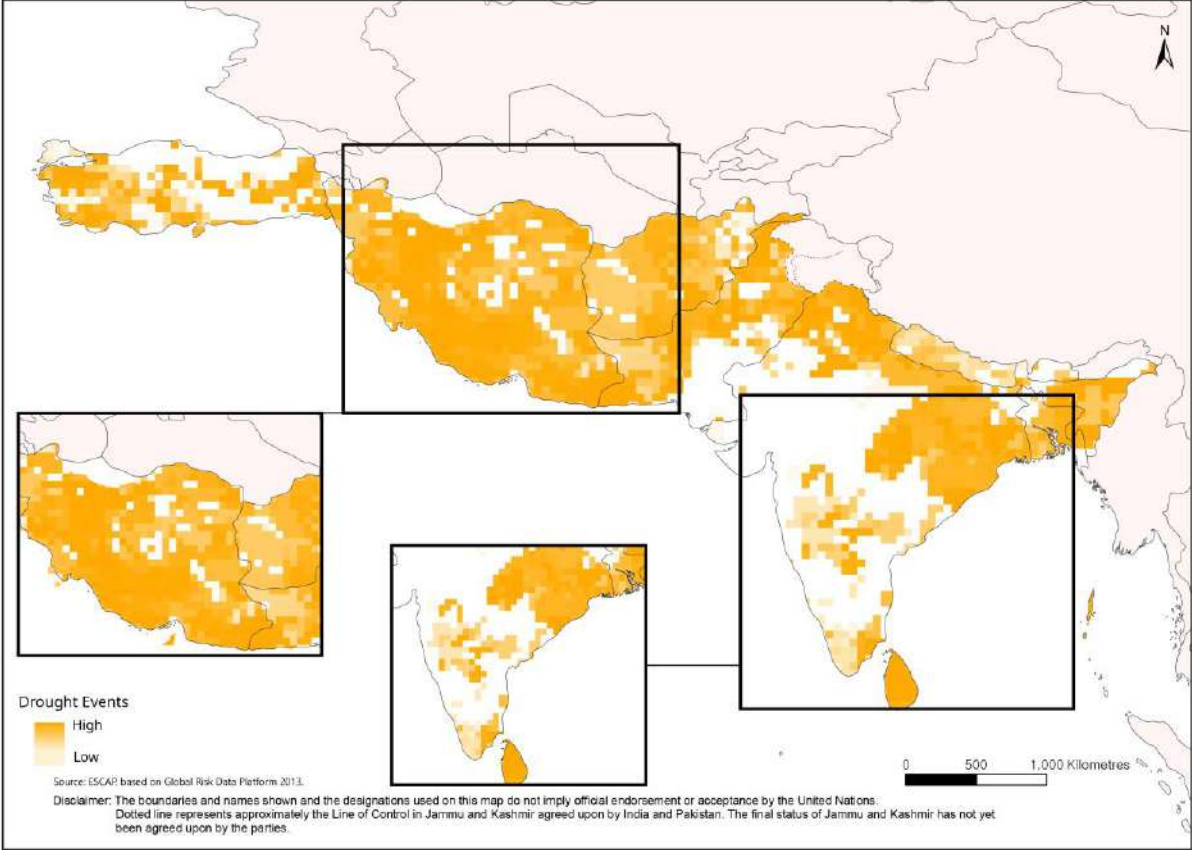 N
Drought Events
High
Low
0 500 1,000 Kilometres
Source: ESCAP, based on Global Risk Data Platform 2013.
Disclaimer: The boundaries and names shown and the designations used on this map do not imply official endorsement or acceptance by the United Nations.
Dotted line represents approximately the Line of Control in Jammu and Kashmir agreed upon by India and Pakistan. The final status of Jammu and Kashmir has not yet
been agreed upon by the parties.